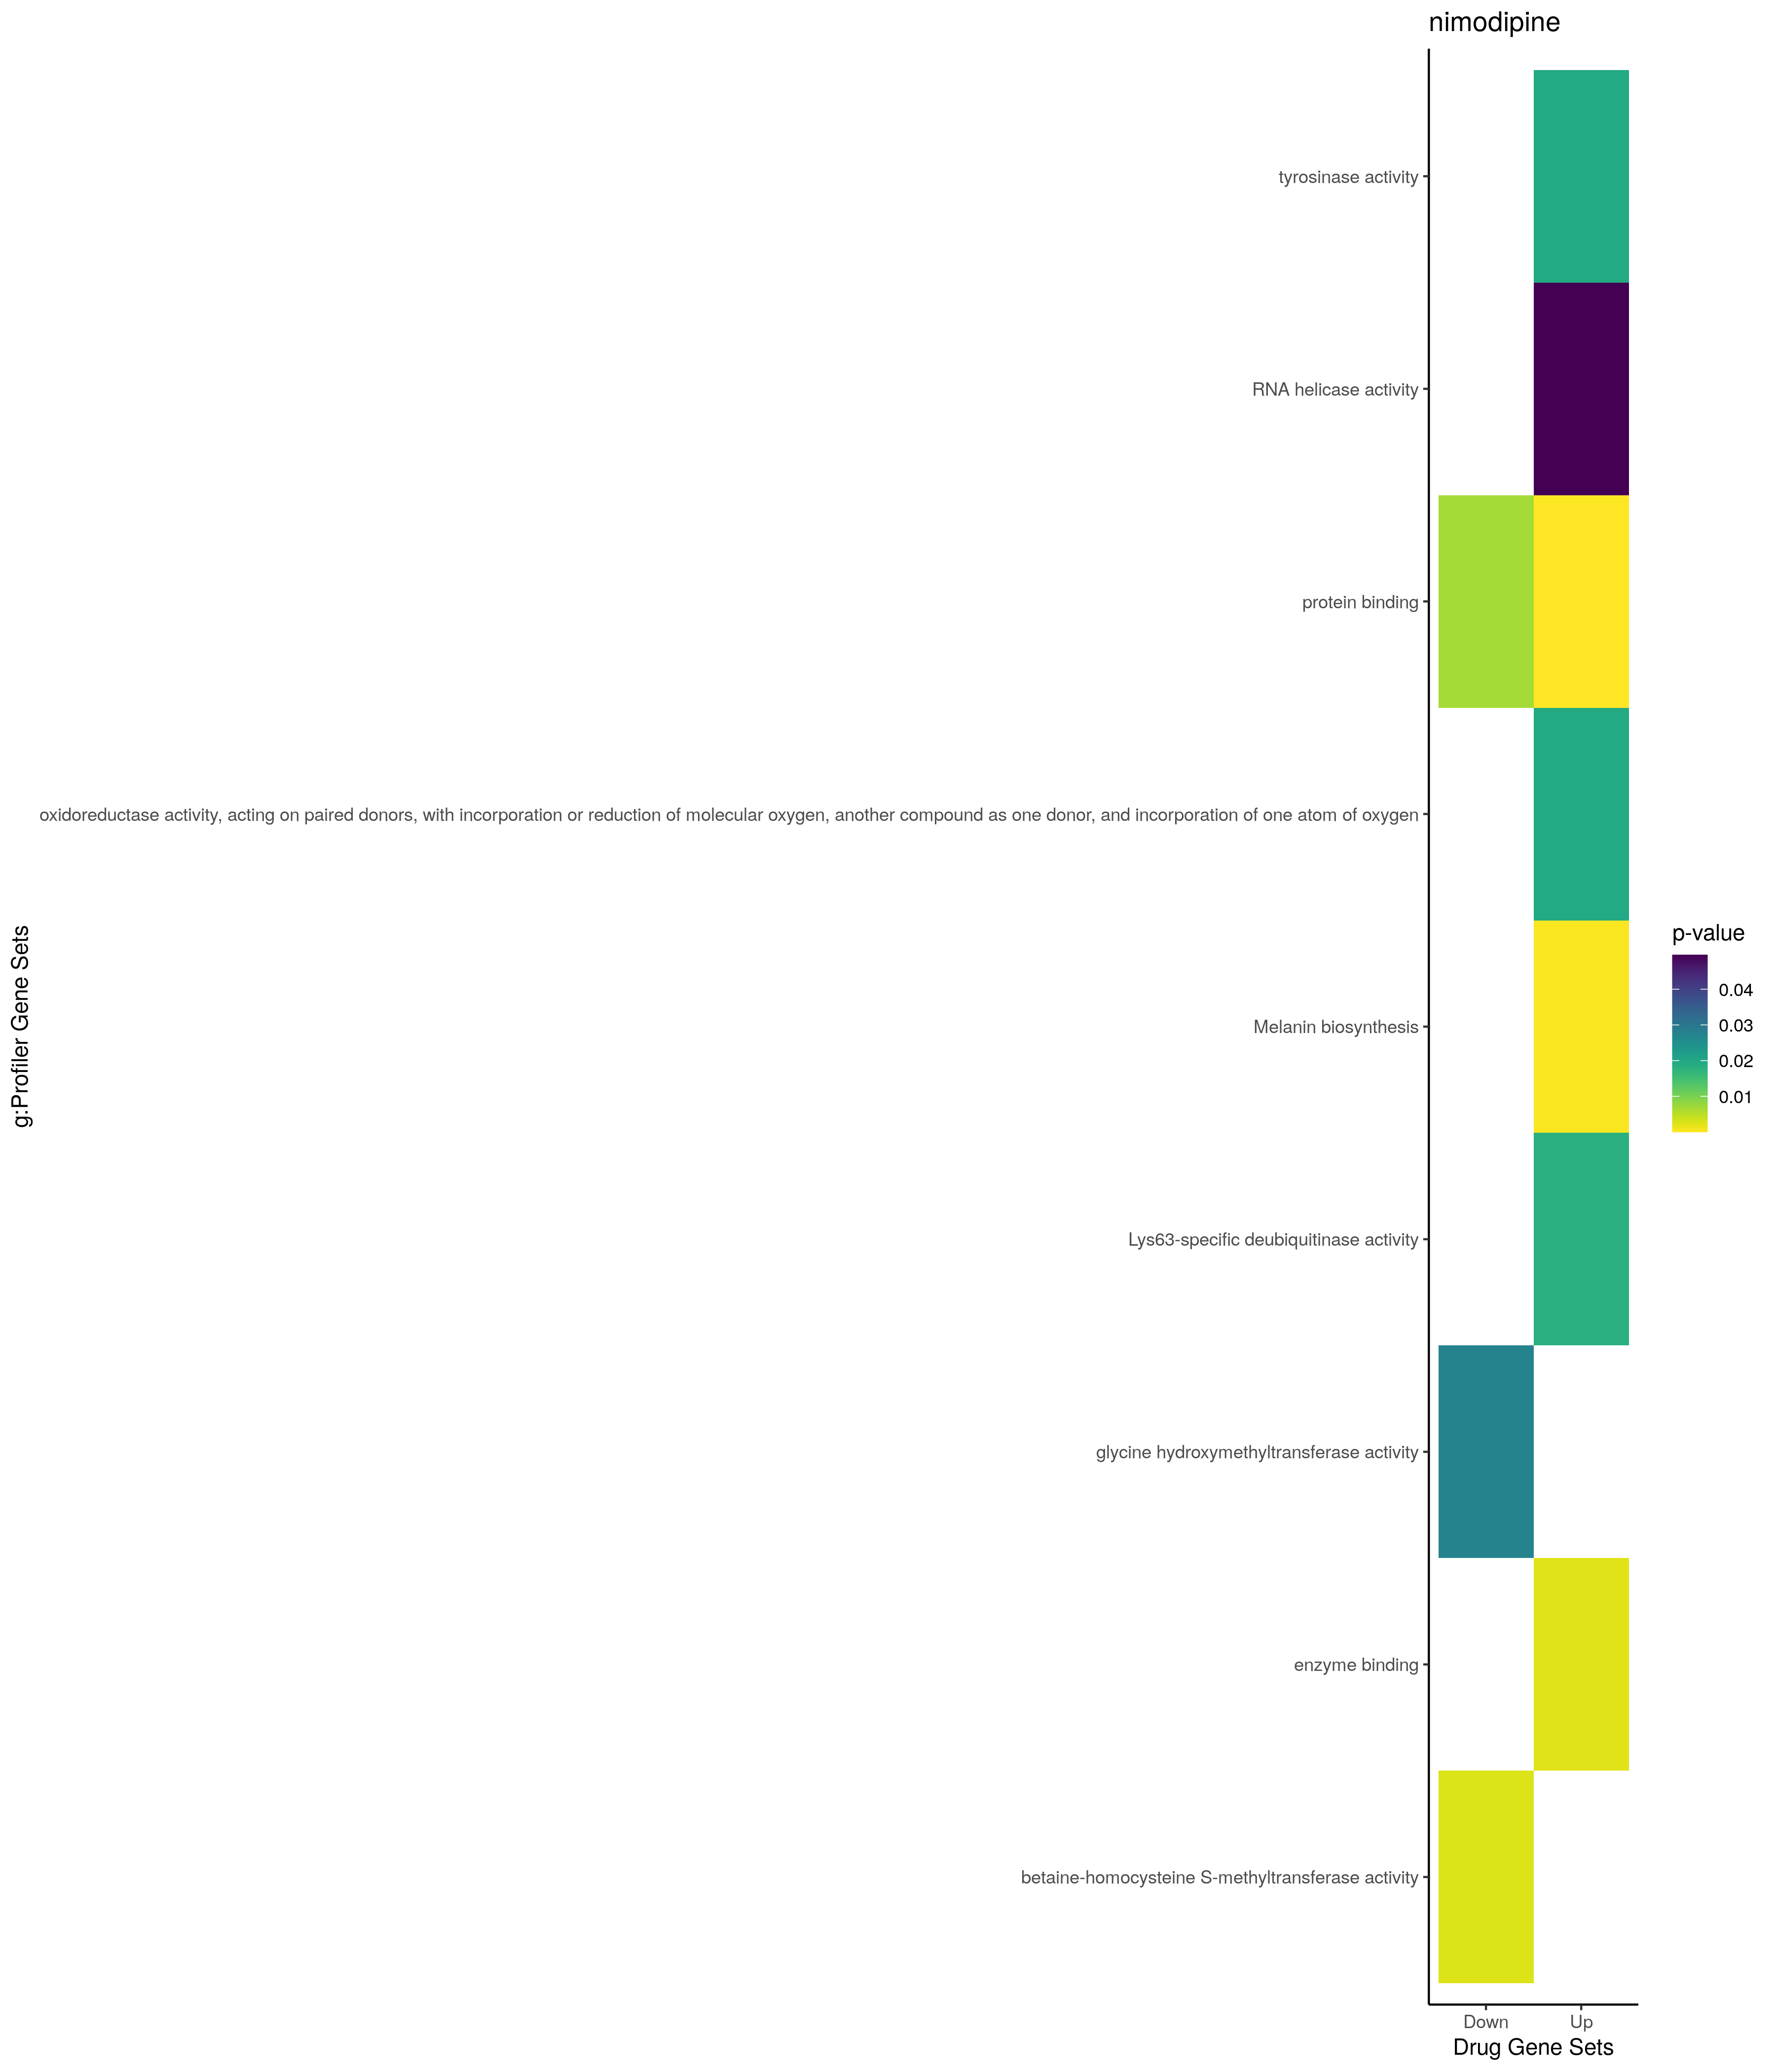 nimodipine
tyrosinase activity
RNA helicase activity
protein binding
oxidoreductase activity, acting on paired donors, with incorporation or reduction of molecular oxygen, another compound as one donor, and incorporation of one atom of oxygen
Melanin biosynthesis
Lys63-specific deubiquitinase activity
glycine hydroxymethyltransferase activity
enzyme binding
betaine-homocysteine S-methyltransferase activity
g:Profiler Gene Sets
Down
Up
Drug Gene Sets
p-value
0.04
0.03
0.02
0.01